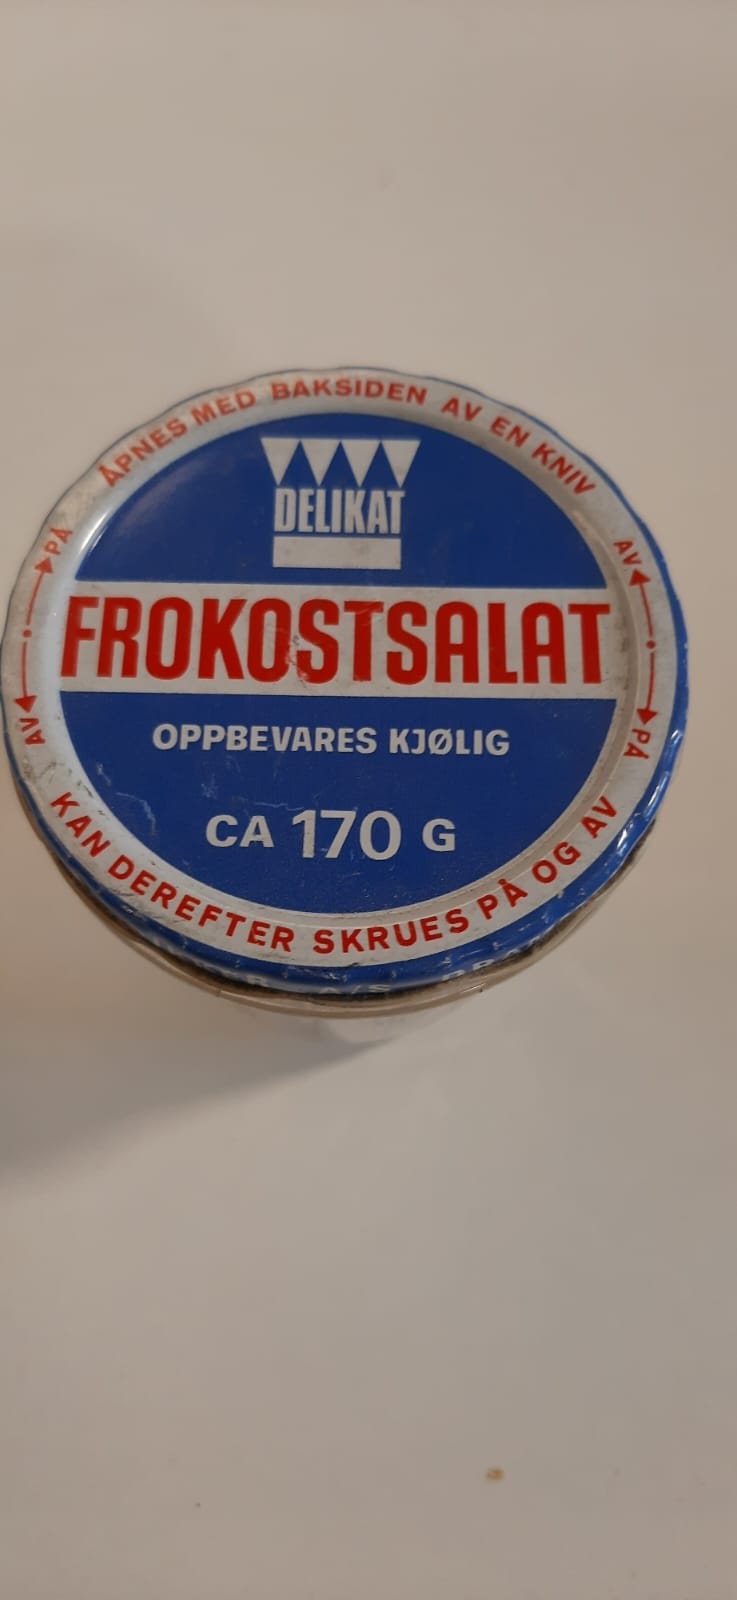 ÅPNES MED BAKSIDEN AV EN KNIV
DELIKAT
FROKOSTSALAT
OPPBEVARES KJØLIG
CA 170 G
KAN DEREFTER SKRUES PÅ OG AV
PÅ
AV
AV
PÅ
A/S